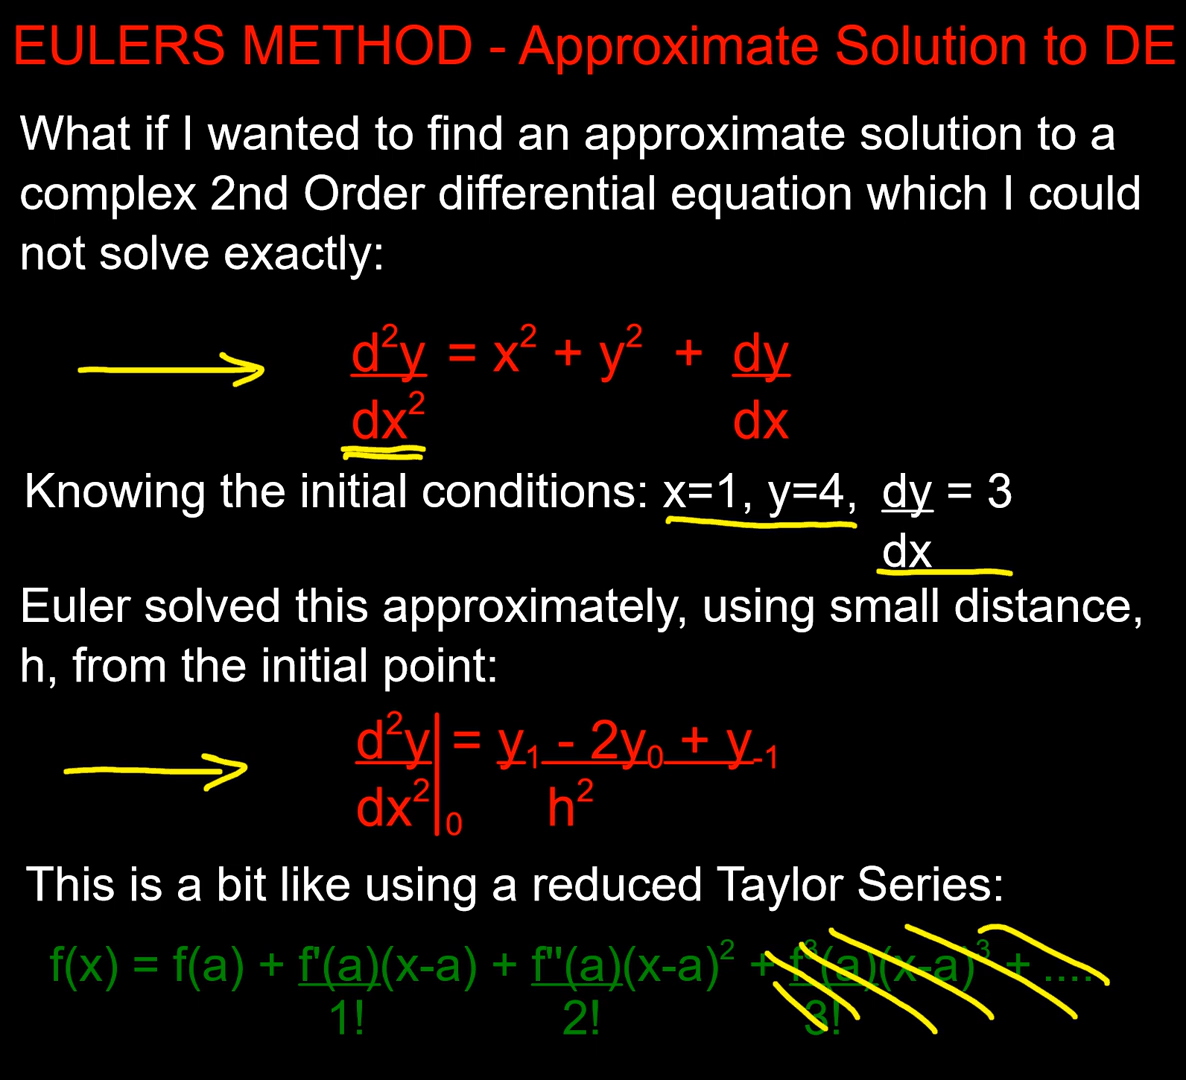 EULERS METHOD - Approximate Solution to DE
What if I wanted to find an approximate solution to a
complex 2nd Order differential equation which I could
not solve exactly:
d²y = x² + y² + dy
dx² dx
Knowing the initial conditions: x=1, y=4, dy = 3
dx
Euler solved this approximately, using small distance,
h, from the initial point:
d²y| = y₁ - 2y₀ + y₋₁
dx²|₀ h²
This is a bit like using a reduced Taylor Series:
f(x) = f(a) + f'(a)(x-a) + f"(a)(x-a)² + f³(a)(x-a)³ + ....
1! 2! 3!